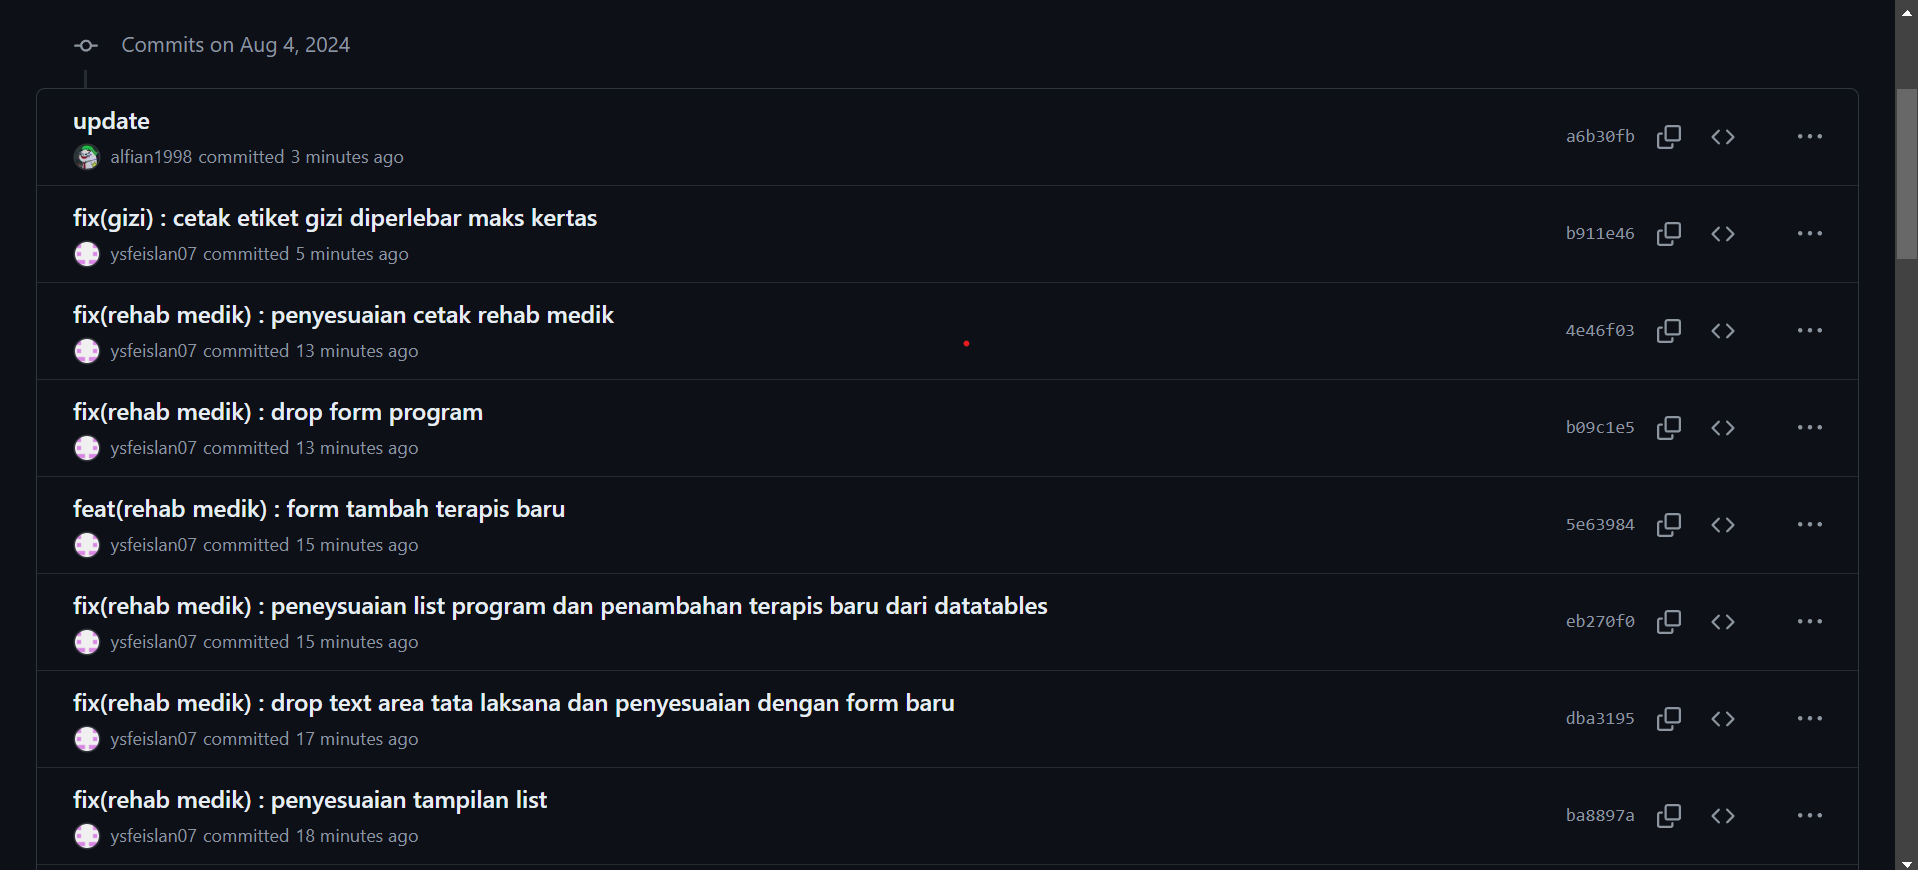 Commits on Aug 4, 2024
update
a6b30fb
alfian1998 committed 3 minutes ago
fix(gizi) : cetak etiket gizi diperlebar maks kertas
b911e46
ysfeislan07 committed 5 minutes ago
fix(rehab medik) : penyesuaian cetak rehab medik
4e46f03
ysfeislan07 committed 13 minutes ago
fix(rehab medik) : drop form program
b09c1e5
ysfeislan07 committed 13 minutes ago
feat(rehab medik) : form tambah terapis baru
5e63984
ysfeislan07 committed 15 minutes ago
fix(rehab medik) : peneysuaian list program dan penambahan terapis baru dari datatables
eb270f0
ysfeislan07 committed 15 minutes ago
fix(rehab medik) : drop text area tata laksana dan penyesuaian dengan form baru
dba3195
ysfeislan07 committed 17 minutes ago
fix(rehab medik) : penyesuaian tampilan list
ba8897a
ysfeislan07 committed 18 minutes ago